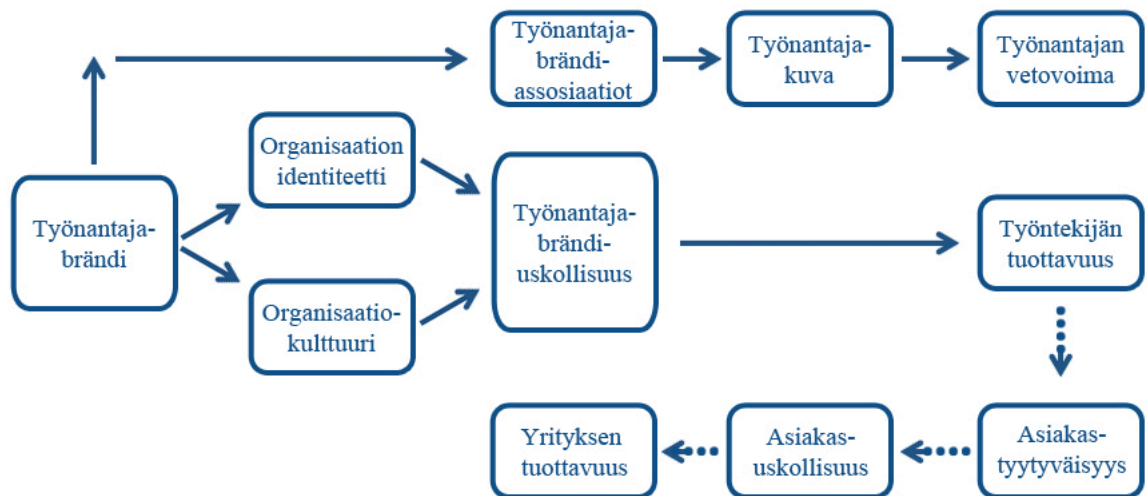 Työnantaja-
brändi-
assosiaatiot
Työnantaja-
kuva
Työnantajan
vetovoima
Organisaation
identiteetti
Työnantaja-
brändi
Työnantaja-
brändi-
uskollisuus
Työntekijän
tuottavuus
Organisaatio-
kulttuuri
Yrityksen
tuottavuus
Asiakas-
uskollisuus
Asiakas-
tyytyväisyys